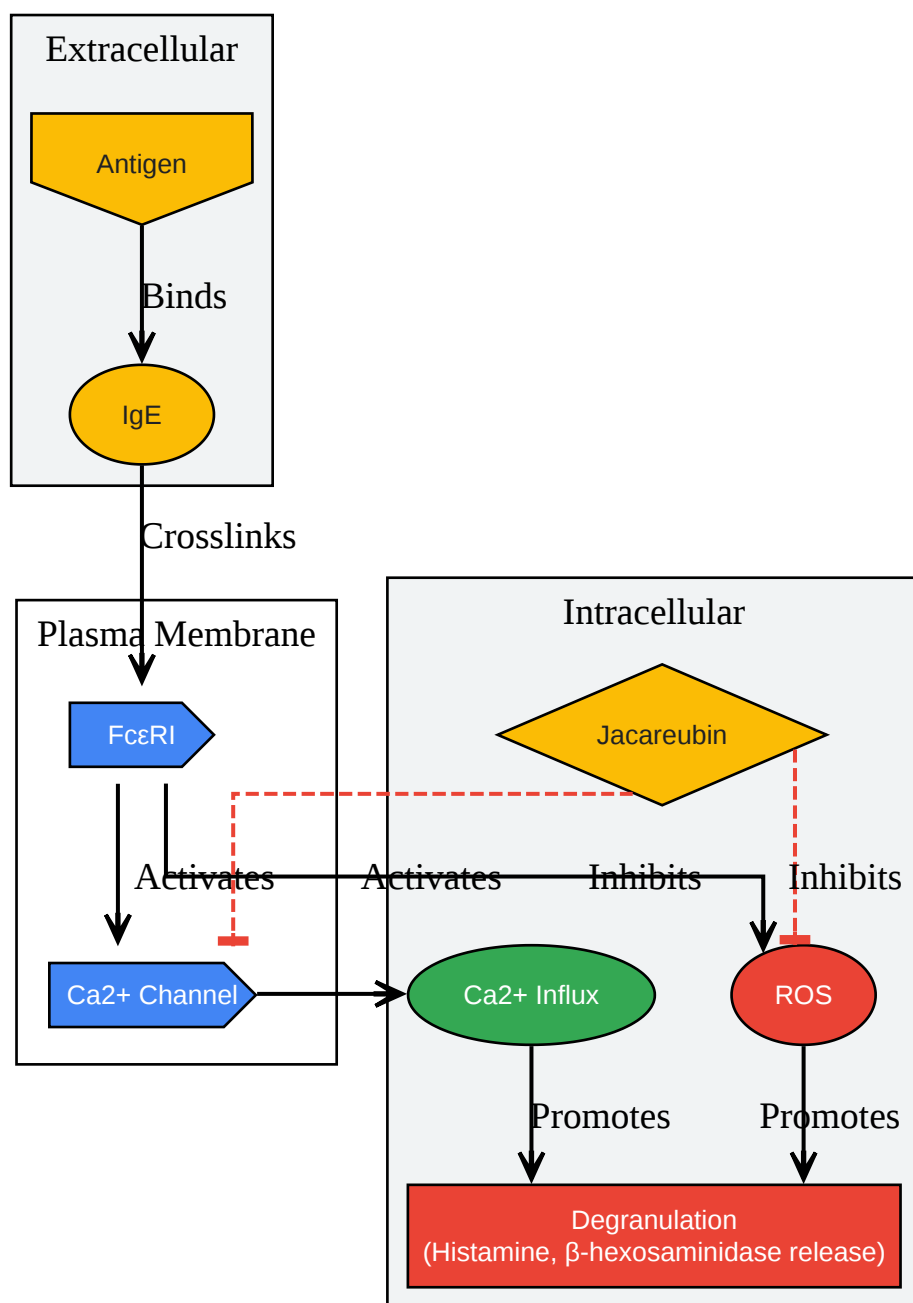 Extracellular
Antigen
Binds
IgE
Crosslinks
Plasma Membrane
Intracellular
FcεRI
Jacareubin
Activates
Activates
Inhibits
Inhibits
Ca2+ Channel
Ca2+ Influx
ROS
Promotes
Promotes
Degranulation
(Histamine, β-hexosaminidase release)